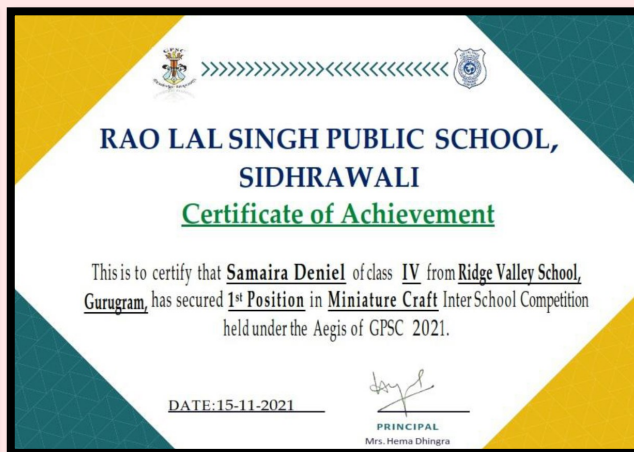 RAO LAL SINGH PUBLIC SCHOOL,
SIDHRAWALI
Certificate of Achievement
This is to certify that Samaira Deniel of class IV from Ridge Valley School,
Gurugram, has secured 1st Position in Miniature Craft Inter School Competition
held under the Aegis of GPSC 2021.
DATE:15-11-2021
PRINCIPAL
Mrs. Hema Dhingra